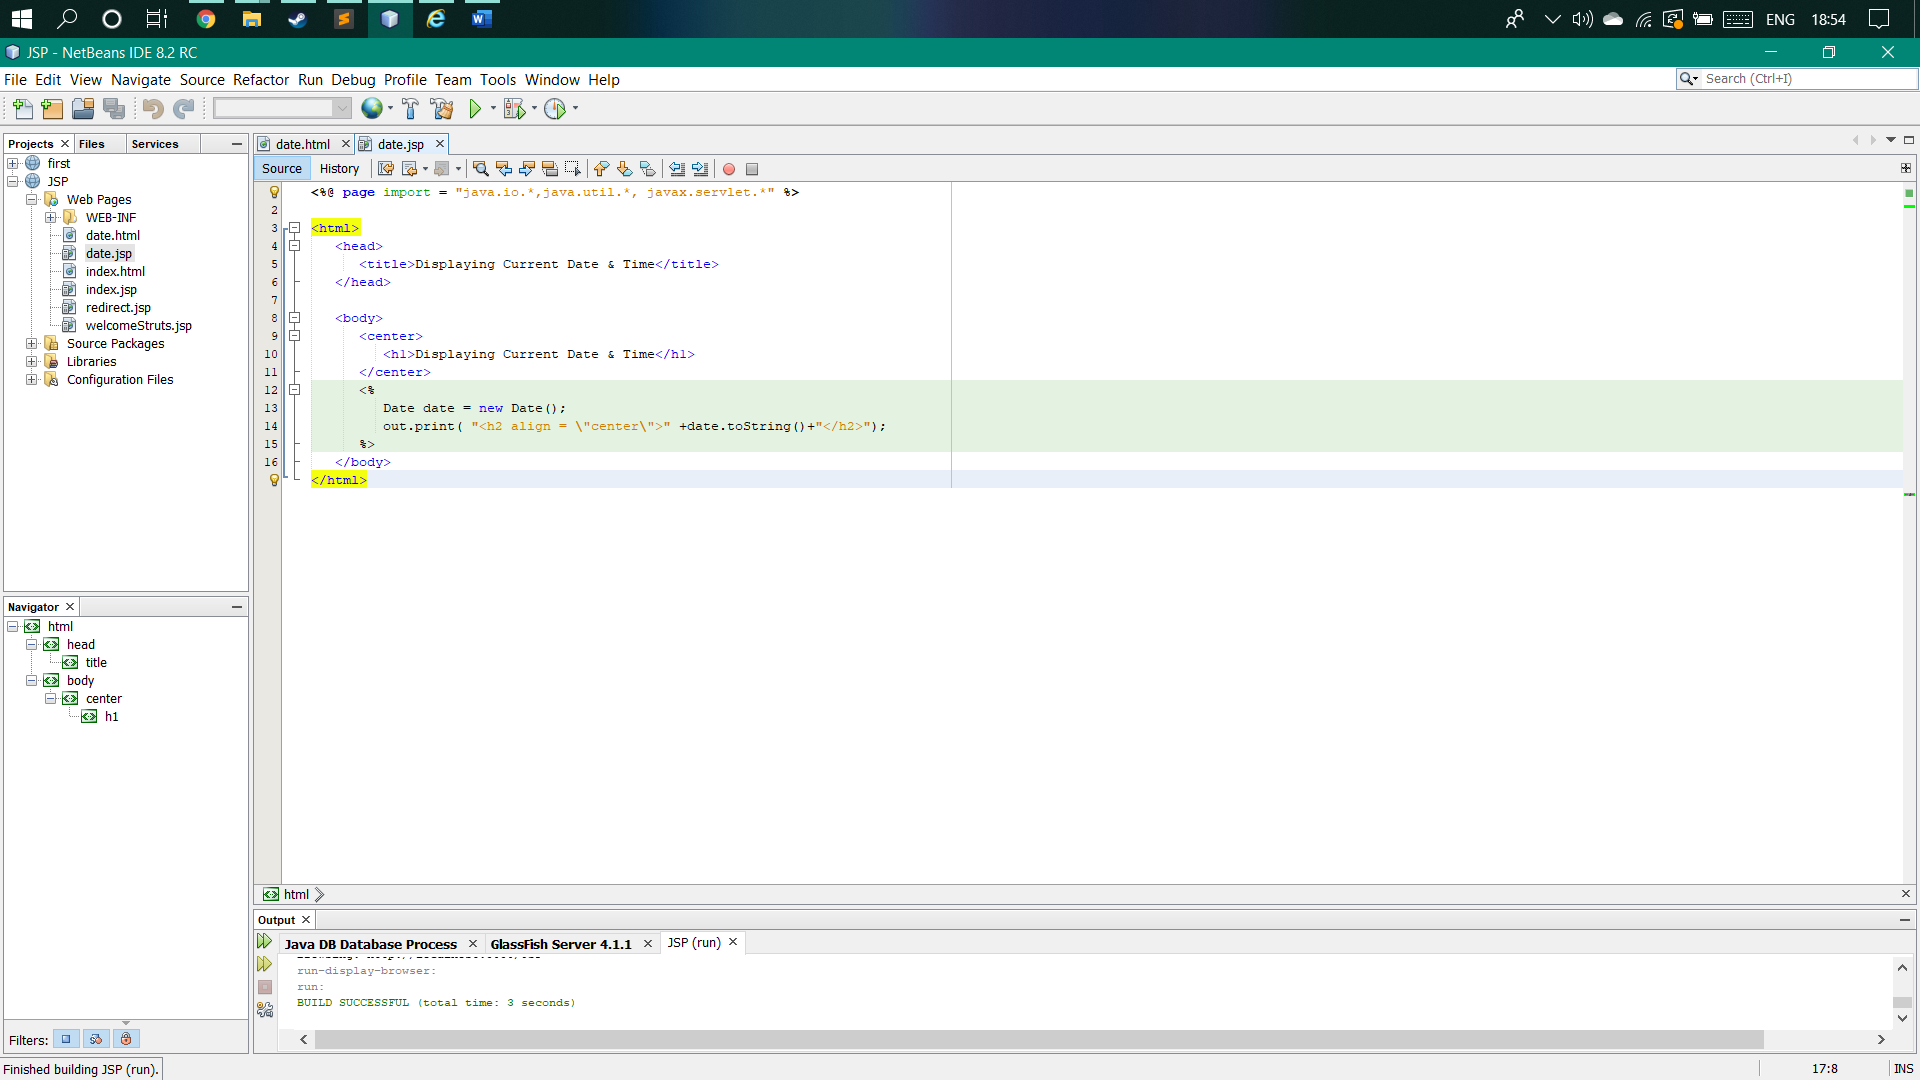 ENG 18:54
JSP - NetBeans IDE 8.2 RC
File Edit View Navigate Source Refactor Run Debug Profile Team Tools Window Help
Search (Ctrl+I)
Projects Files Services
first
JSP
Web Pages
WEB-INF
date.html
date.jsp
index.html
index.jsp
redirect.jsp
welcomeStruts.jsp
Source Packages
Libraries
Configuration Files
Navigator
html
head
title
body
center
h1
Filters:
date.html date.jsp
Source History
<%@ page import = "java.io.*,java.util.*, javax.servlet.*" %>
2
3 <html>
4 <head>
5 <title>Displaying Current Date & Time</title>
6 </head>
7
8 <body>
9 <center>
10 <h1>Displaying Current Date & Time</h1>
11 </center>
12 <%
13 Date date = new Date();
14 out.print( "<h2 align = \"center\">" +date.toString()+"</h2>");
15 %>
16 </body>
</html>
html
Output
Java DB Database Process GlassFish Server 4.1.1 JSP (run)
run-display-browser:
run:
BUILD SUCCESSFUL (total time: 3 seconds)
Finished building JSP (run).
17:8 INS